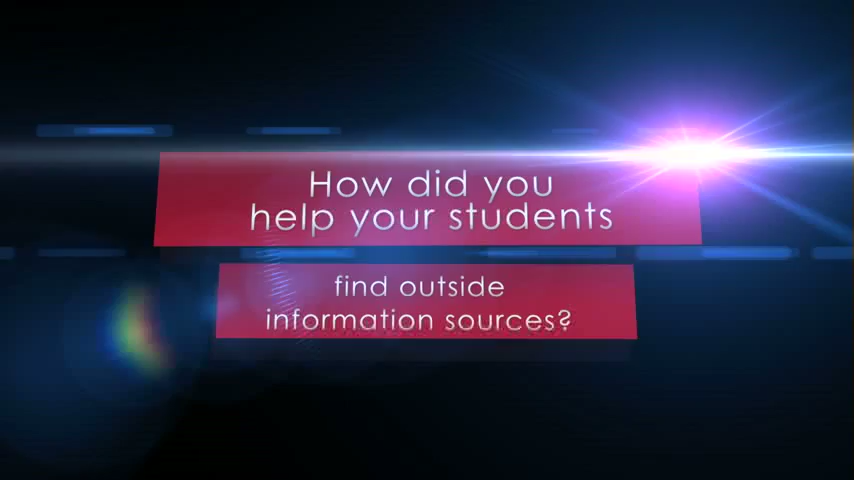 How did you
help your students
find outside
information sources?